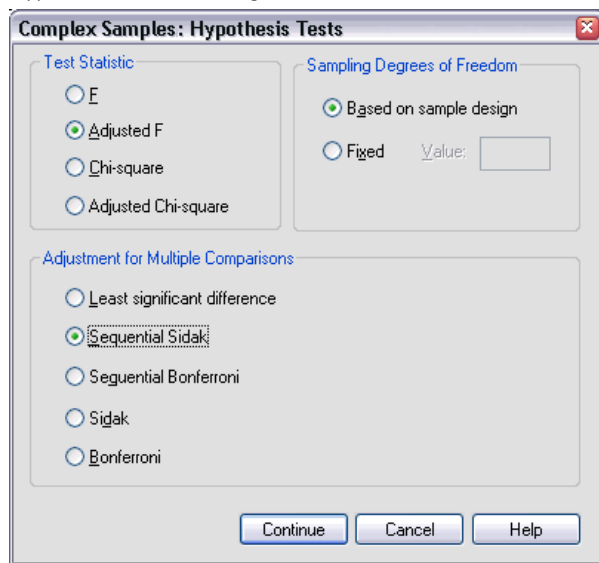 Complex Samples: Hypothesis Tests
Test Statistic
F
Adjusted F
Chi-square
Adjusted Chi-square
Sampling Degrees of Freedom
Based on sample design
Fixed Value:
Adjustment for Multiple Comparisons
Least significant difference
Sequential Sidak
Sequential Bonferroni
Sidak
Bonferroni
Continue Cancel Help